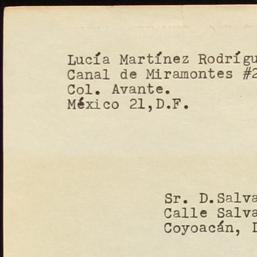 Lucía Martínez Rodrígu
Canal de Miramontes #2
Col. Avante.
México 21,D.F.
Sr. D.Salva
Calle Salva
Coyoacán,